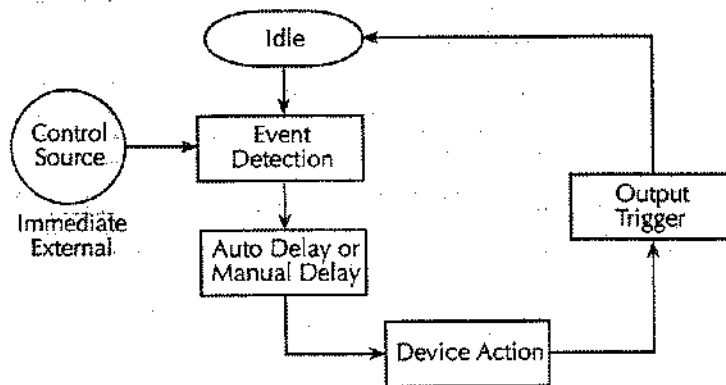 Idle
Control
Source
Immediate
External
Event
Detection
Auto Delay or
Manual Delay
Device Action
Output
Trigger